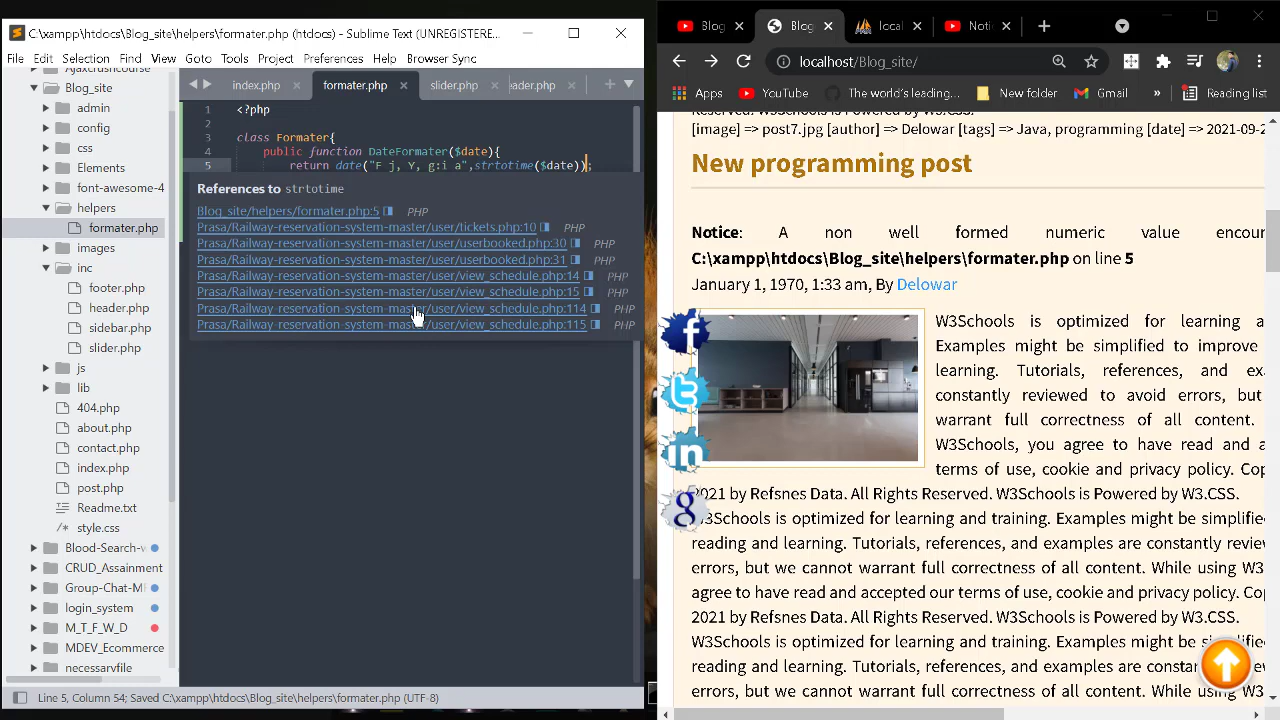 C:\xampp\htdocs\Blog_site\helpers\formater.php (htdocs) - Sublime Text (UNREGISTERE...
File Edit Selection Find View Goto Tools Project Preferences Help Browser Sync
index.php
formater.php
slider.php
eader.php
Ajaxcrushcourse
Blog_site
admin
config
css
Elements
font-awesome-4
helpers
formater.php
images
inc
footer.php
header.php
sidebar.php
slider.php
js
lib
404.php
about.php
contact.php
index.php
post.php
Readme.txt
style.css
Blood-Search-v
CRUD_Assainment
Group-Chat-M
login_system
M_T_F_W_D
MDEV_Ecommerce
necessarvfile
1 <?php
2
3 class Formater{
4 public function DateFormater($date){
5 return date("F j, Y, g:i a",strtotime($date));
References to strtotime
Blog_site/helpers/formater.php:5 PHP
Prasa/Railway-reservation-system-master/user/tickets.php:10 PHP
Prasa/Railway-reservation-system-master/user/userbooked.php:30 PHP
Prasa/Railway-reservation-system-master/user/userbooked.php:31 PHP
Prasa/Railway-reservation-system-master/user/view_schedule.php:14 PHP
Prasa/Railway-reservation-system-master/user/view_schedule.php:15 PHP
Prasa/Railway-reservation-system-master/user/view_schedule.php:114 PHP
Prasa/Railway-reservation-system-master/user/view_schedule.php:115 PHP
Line 5, Column 54; Saved C:\xampp\htdocs\Blog_site\helpers\formater.php (UTF-8)
Blog
Blog
local
Noti
localhost/Blog_site/
Apps YouTube The world's leading... New folder Gmail » Reading list
[image] => post7.jpg [author] => Delowar [tags] => Java, programming [date] => 2021-09-2
New programming post
Notice: A non well formed numeric value encour
C:\xampp\htdocs\Blog_site\helpers\formater.php on line 5
January 1, 1970, 1:33 am, By Delowar
W3Schools is optimized for learning
Examples might be simplified to improve
learning. Tutorials, references, and ex
constantly reviewed to avoid errors, but
warrant full correctness of all content.
W3Schools, you agree to have read and a
terms of use, cookie and privacy policy. Cop
2021 by Refsnes Data. All Rights Reserved. W3Schools is Powered by W3.CSS.
W3Schools is optimized for learning and training. Examples might be simplifie
reading and learning. Tutorials, references, and examples are constantly review
errors, but we cannot warrant full correctness of all content. While using W3
agree to have read and accepted our terms of use, cookie and privacy policy. Cop
2021 by Refsnes Data. All Rights Reserved. W3Schools is Powered by W3.CSS.
W3Schools is optimized for learning and training. Examples might be simplifie
reading and learning. Tutorials, references, and examples are constan review
errors, but we cannot warrant full correctness of all content. While using W3